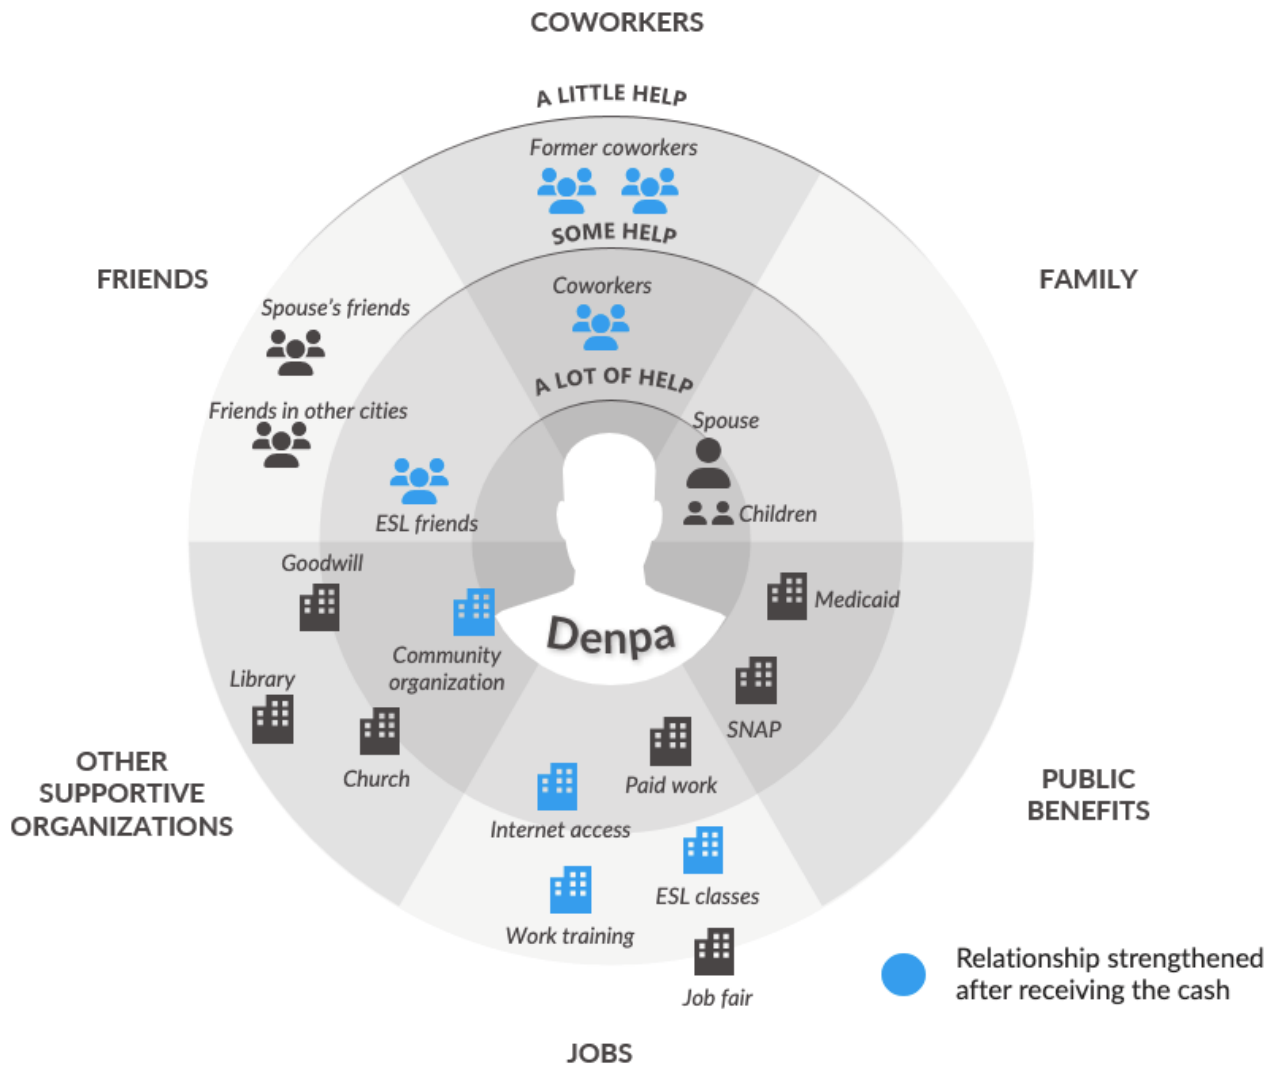 COWORKERS
A LITTLE HELP
Former coworkers
SOME HELP
FRIENDS
FAMILY
Coworkers
Spouse's friends
A LOT OF HELP
Friends in other cities
Spouse
Children
ESL friends
Goodwill
Medicaid
Denpa
Community
organization
Library
SNAP
Church
Paid work
OTHER
SUPPORTIVE
ORGANIZATIONS
PUBLIC
BENEFITS
Internet access
ESL classes
Work training
Relationship strengthened
after receiving the cash
Job fair
JOBS